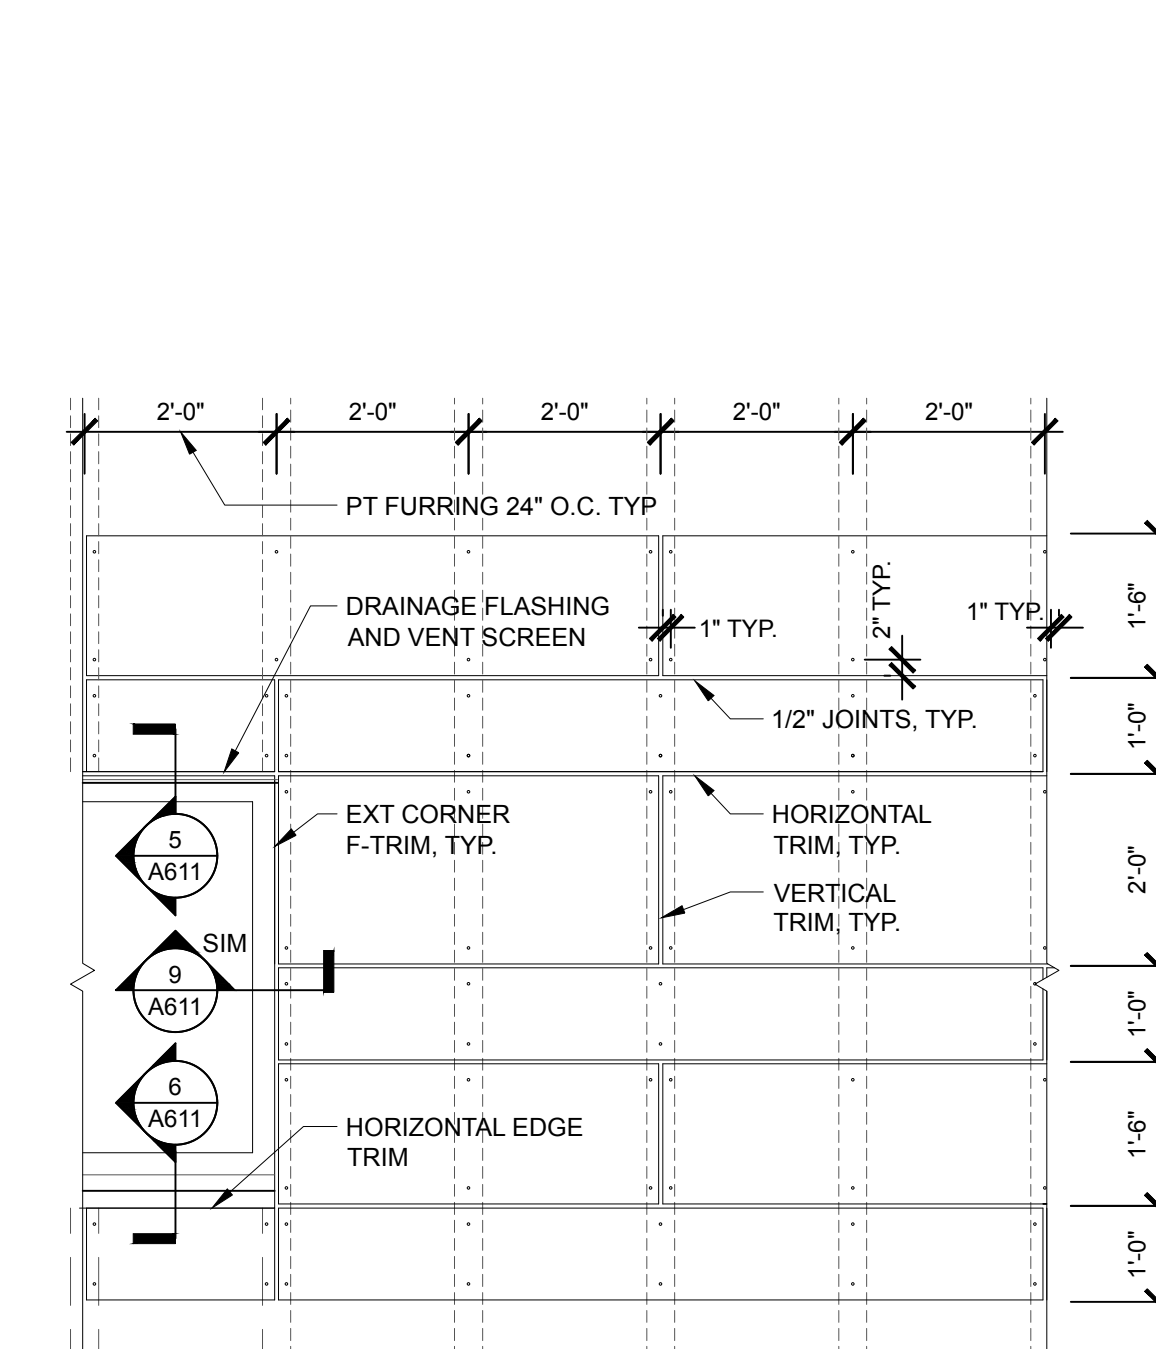 2'-0" 2'-0" 2'-0" 2'-0" 2'-0"
PT FURRING 24" O.C. TYP
DRAINAGE FLASHING
AND VENT SCREEN
1" TYP.
2" TYP.
1" TYP.
1'-6"
1/2" JOINTS, TYP.
1'-0"
EXT CORNER
F-TRIM, TYP.
HORIZONTAL
TRIM, TYP.
VERTICAL
TRIM, TYP.
2'-0"
5
A611
SIM
9
A611
1'-0"
6
A611
HORIZONTAL EDGE
TRIM
1'-6"
1'-0"